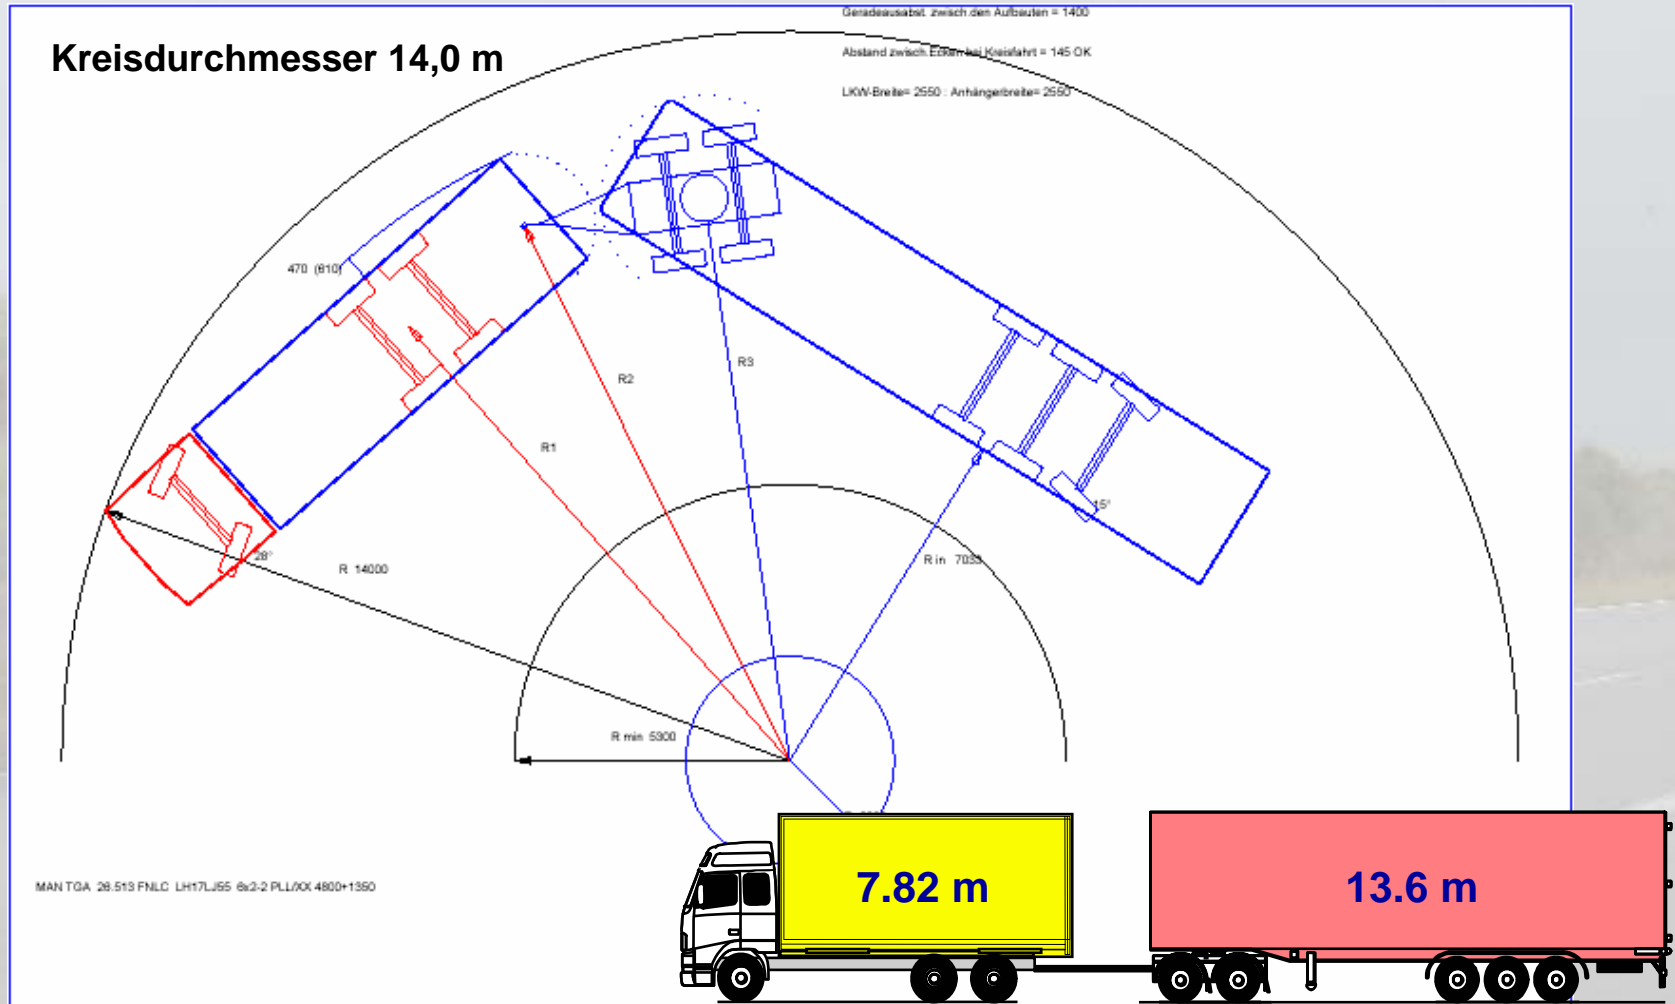 Geradeausabst. zwisch.den Aufbauten = 1400
Kreisdurchmesser 14,0 m
Abstand zwisch.Ecken bei Kreisfahrt = 145 OK
LKW-Breite= 2550 : Anhängerbreite= 2550
470 (610)
R3
R2
R1
15°
28°
R in 7033
R 14000
R min 5300
MAN TGA 26.513 FNLC LH17LJ55 6x2-2 PLL/XX 4800+1350
7.82 m
13.6 m